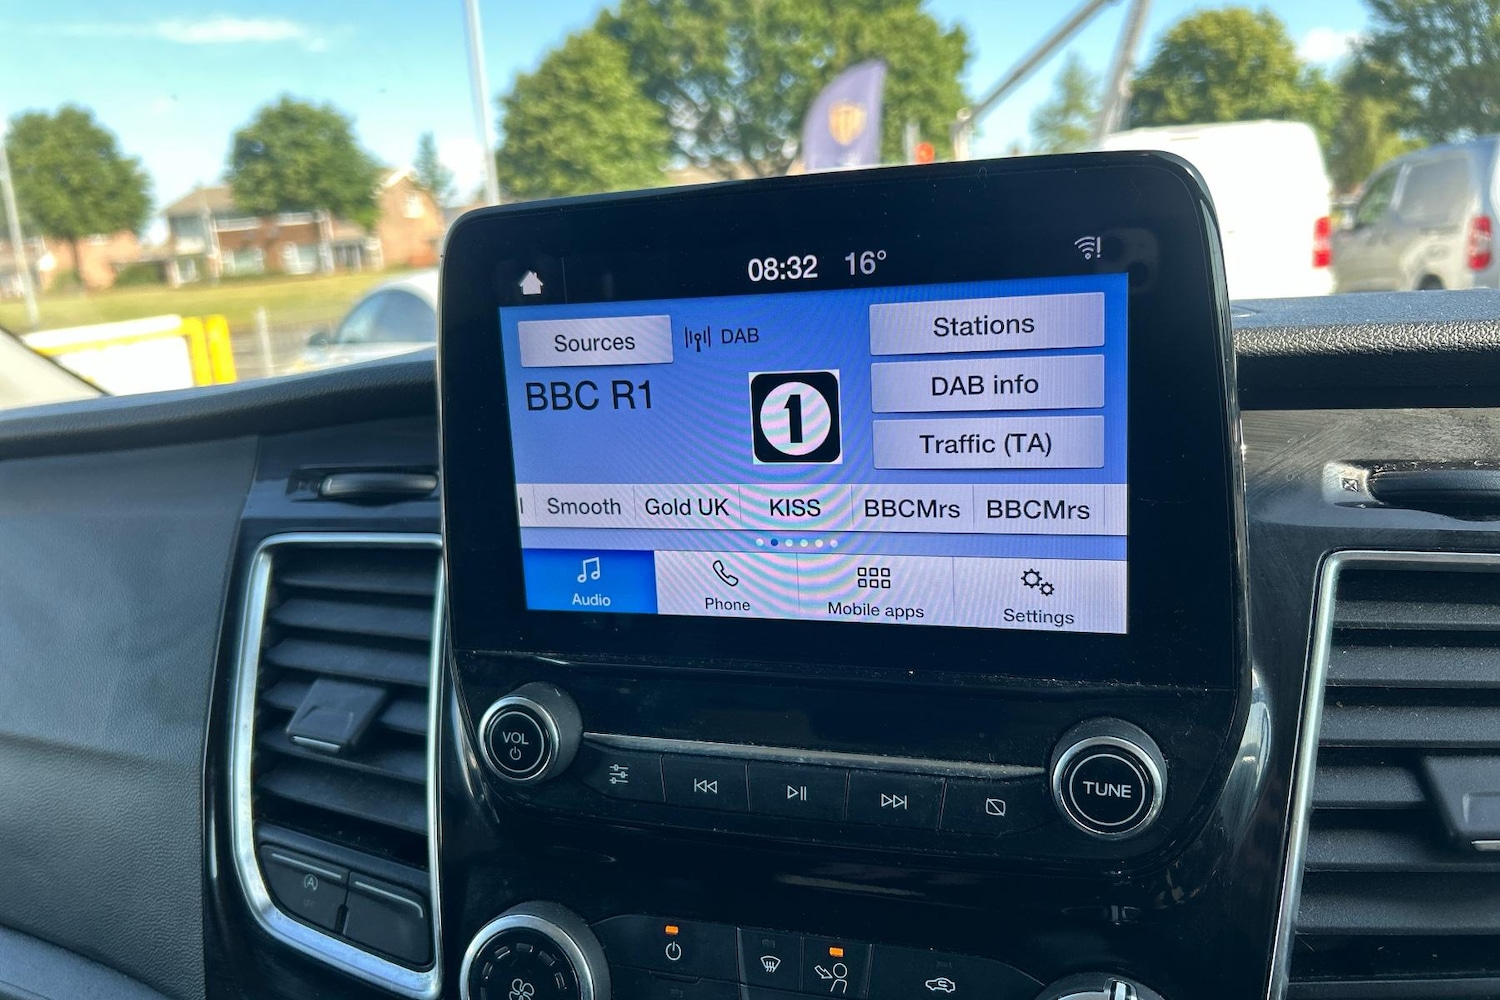 08:32 16°
Sources DAB Stations
BBC R1 1 DAB info
Traffic (TA)
Smooth Gold UK KISS BBCMrs BBCMrs
Audio Phone Mobile apps Settings
VOL
TUNE
A